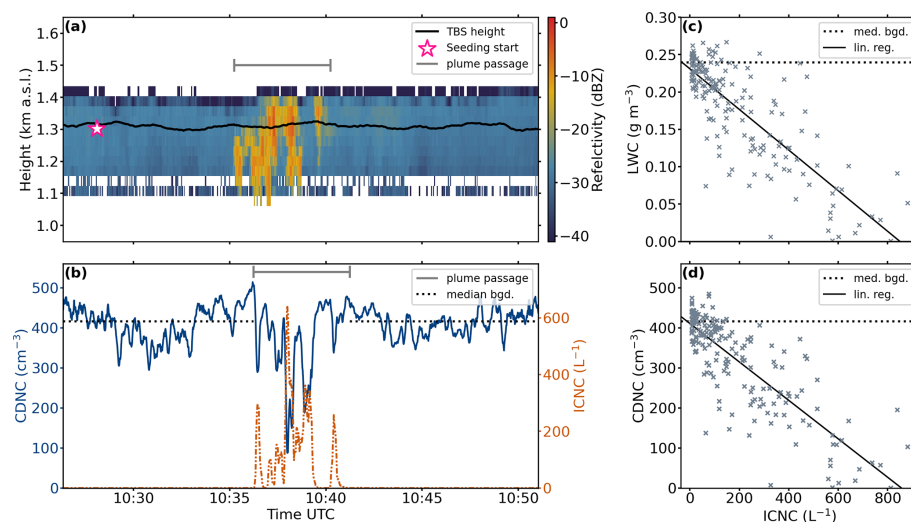 (a)
TBS height
Seeding start
plume passage
Height (km a.s.l.)
1.6
1.5
1.4
1.3
1.2
1.1
1.0
0
−10
−20
−30
−40
Refelctivity (dBZ)
(b)
plume passage
median bgd.
CDNC (cm⁻³)
500
400
300
200
100
0
ICNC (L⁻¹)
600
400
200
0
10:30
10:35
10:40
10:45
10:50
Time UTC
(c)
med. bgd.
lin. reg.
LWC (g m⁻³)
0.30
0.25
0.20
0.15
0.10
0.05
0.00
(d)
med. bgd.
lin. reg.
CDNC (cm⁻³)
500
400
300
200
100
0
0 200 400 600 800
ICNC (L⁻¹)